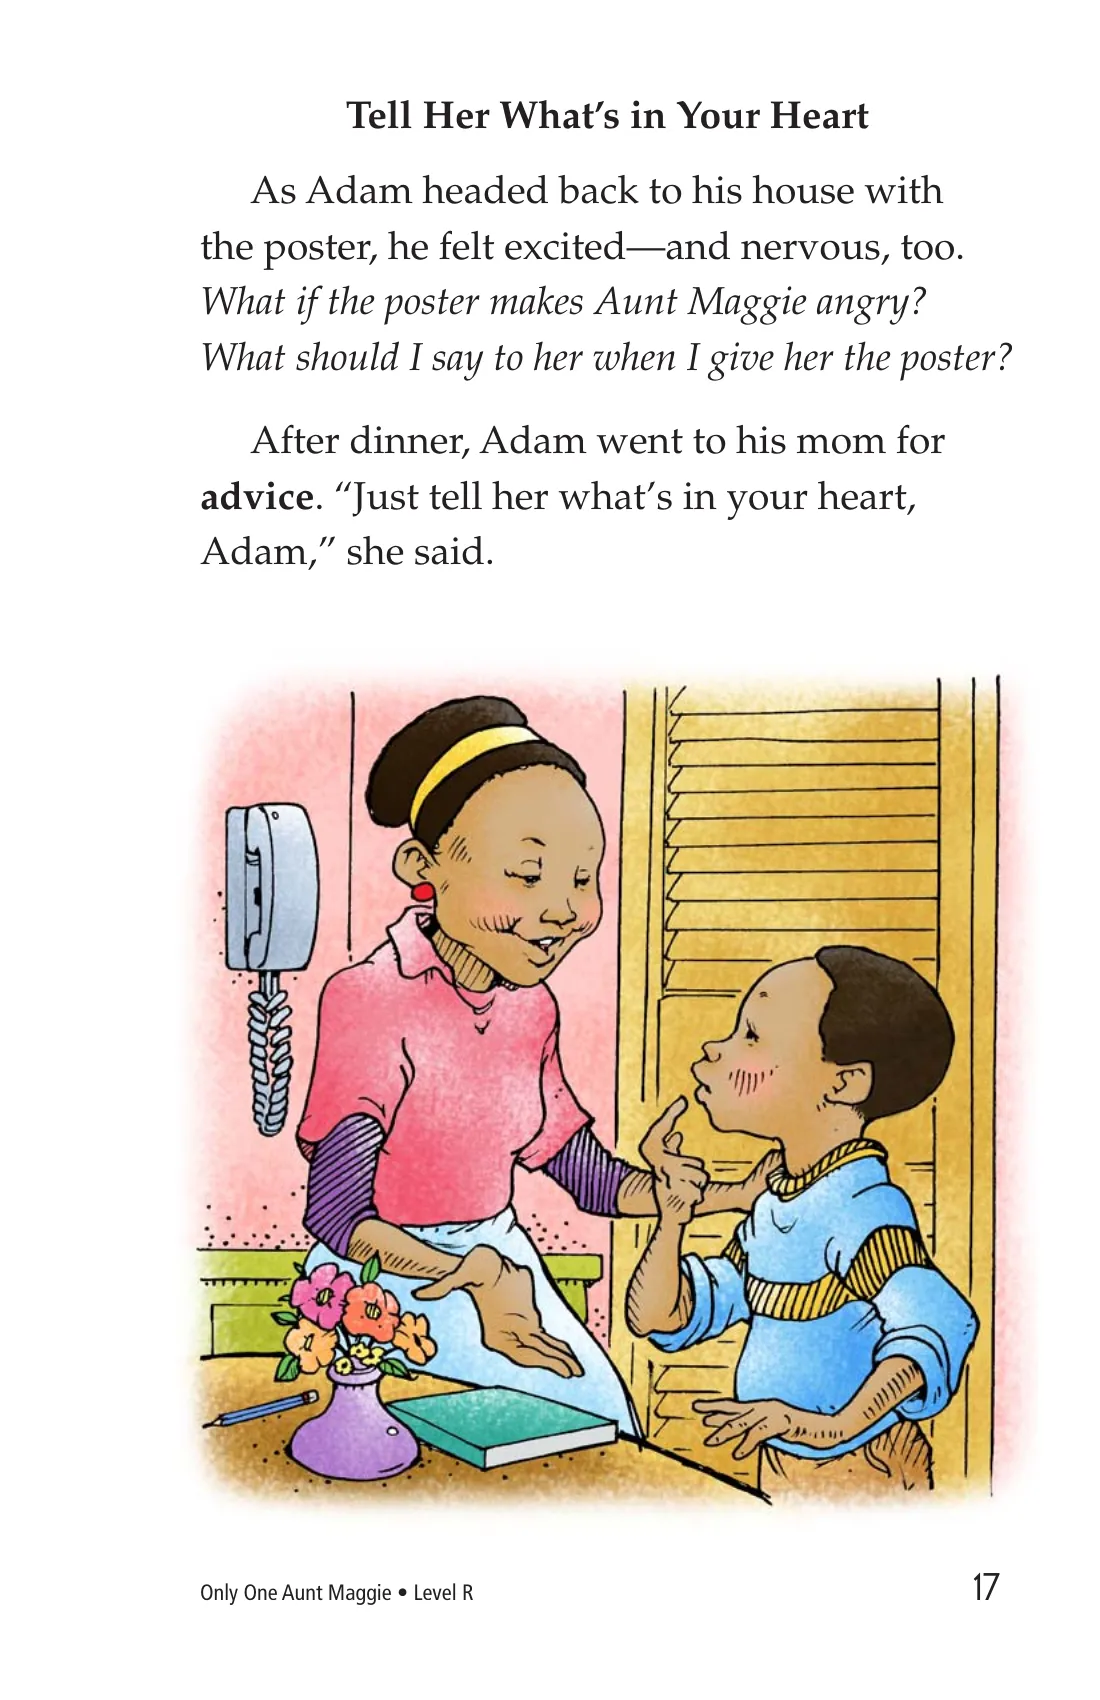 Tell Her What’s in Your Heart
As Adam headed back to his house with
the poster, he felt excited—and nervous, too.
What if the poster makes Aunt Maggie angry?
What should I say to her when I give her the poster?
After dinner, Adam went to his mom for
advice. “Just tell her what’s in your heart,
Adam,” she said.
Only One Aunt Maggie • Level R
17